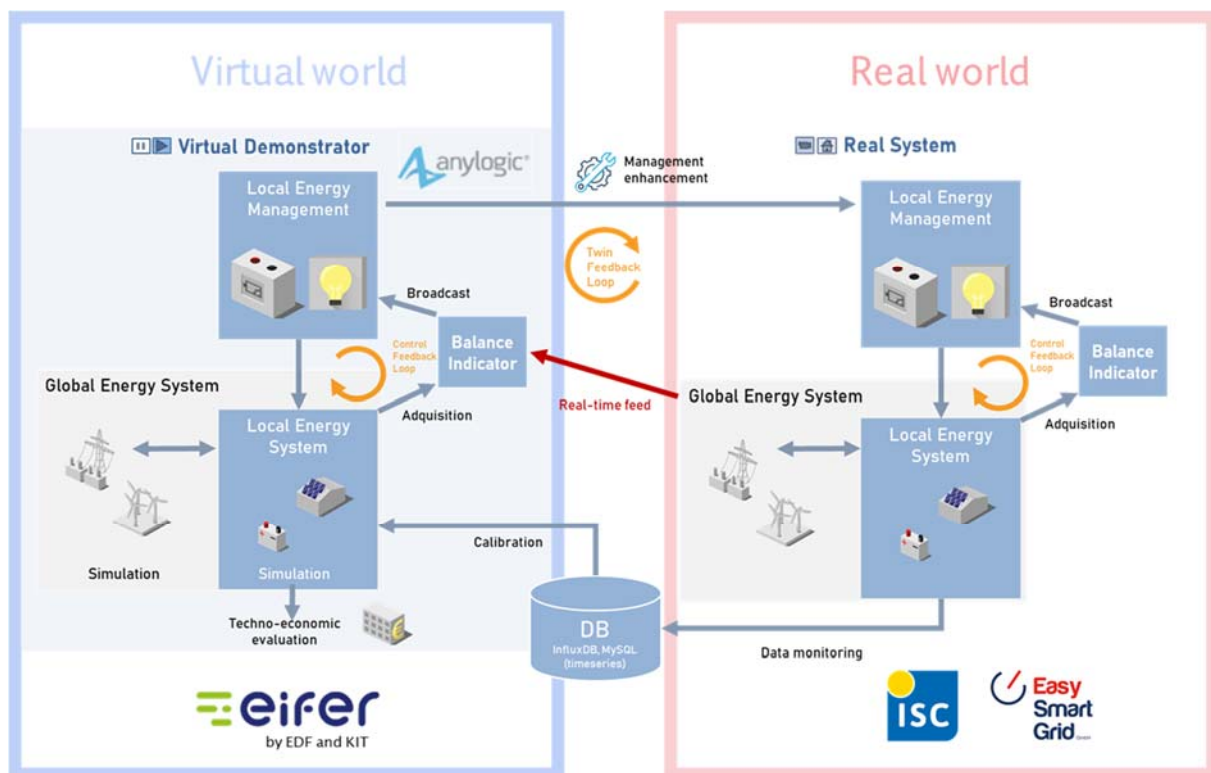 Virtual world
Virtual Demonstrator
anylogic®
Local Energy
Management
Broadcast
Control
Feedback
Loop
Balance
Indicator
Adquisition
Global Energy System
Local Energy
System
Simulation
Simulation
Techno-economic
evaluation
eifer
by EDF and KIT
Management
enhancement
Twin
Feedback
Loop
Real-time feed
Calibration
DB
InfluxDB, MySQL
(timeseries)
Real world
Real System
Local Energy
Management
Broadcast
Control
Feedback
Loop
Balance
Indicator
Adquisition
Global Energy System
Local Energy
System
Data monitoring
ISC
Easy
Smart
Grid